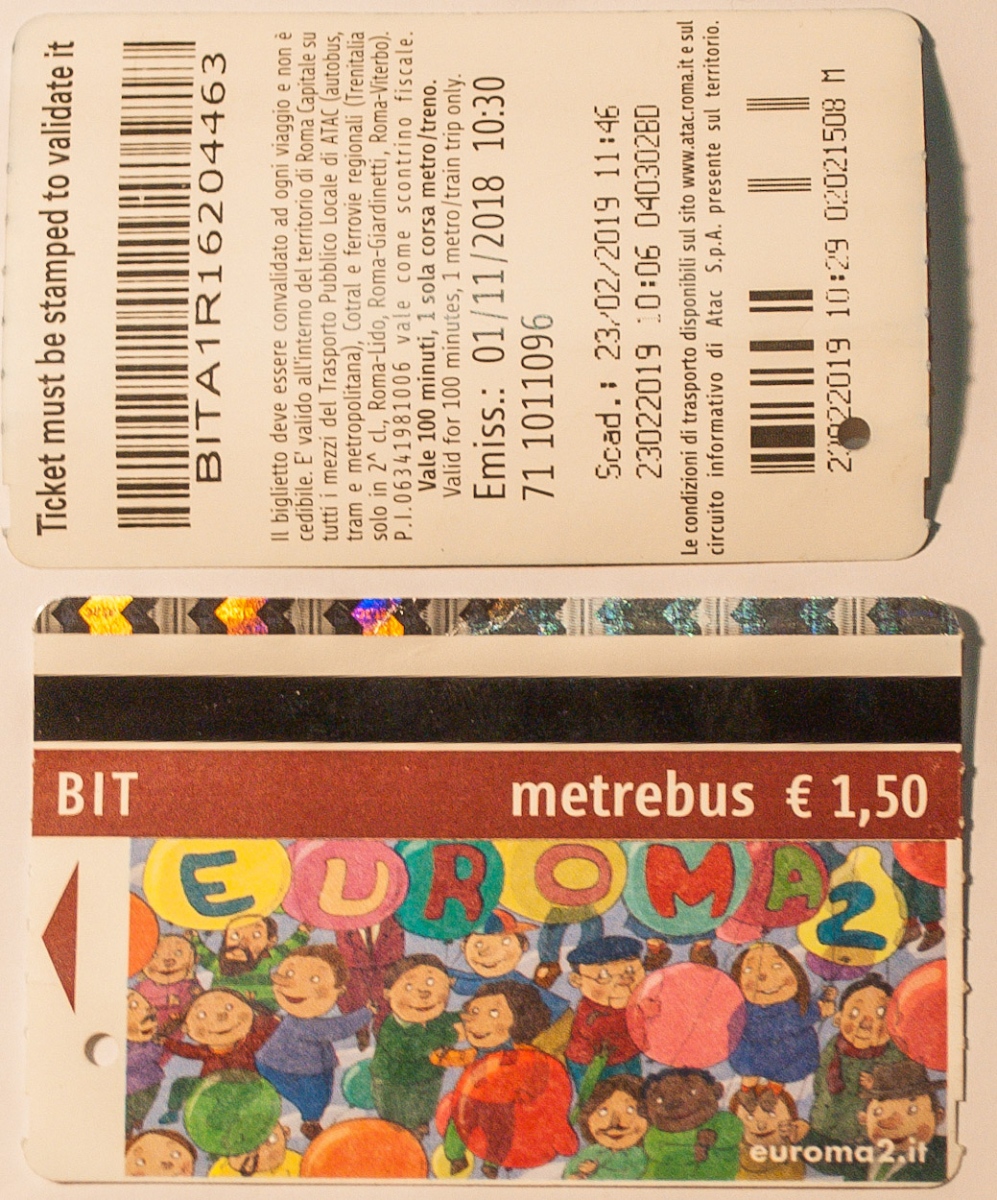 Ticket must be stamped to validate it
BITA1R162044463
Il biglietto deve essere convalidato ad ogni viaggio e non è
cedibile. E' valido all'interno del territorio di Roma Capitale su
tutti i mezzi del Trasporto Pubblico Locale di ATAC (autobus,
tram e metropolitana), Cotral e ferrovie regionali (Trenitalia
solo in 2^ cl., Roma-Lido, Roma-Giardinetti, Roma-Viterbo).
P.I.06341981006 vale come scontrino fiscale.
Vale 100 minuti, 1 sola corsa metro/treno.
Valid for 100 minutes, 1 metro/train trip only.
Emiss.: 01/11/2018 10:30
71 1011096
Scad.: 23/02/2019 11:46
23022019 10:06 040302BD
Le condizioni di trasporto disponibili sul sito www.atac.roma.it e sul
circuito informativo di Atac S.p.A. presente sul territorio.
10:29 02021508 M
BIT metrebus € 1,50
EUROMA2
euroma2.it